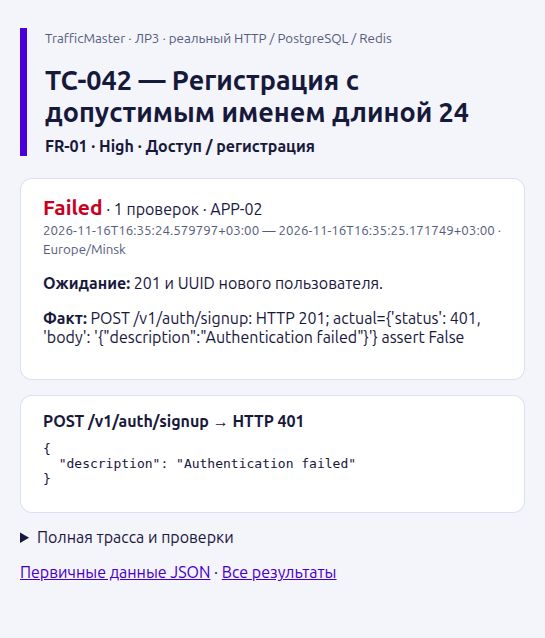 TrafficMaster · ЛР3 · реальный HTTP / PostgreSQL / Redis
TC-042 — Регистрация с
допустимым именем длиной 24
FR-01 · High · Доступ / регистрация
Failed · 1 проверок · APP-02
2026-11-16T16:35:24.579797+03:00 — 2026-11-16T16:35:25.171749+03:00 ·
Europe/Minsk
Ожидание: 201 и UUID нового пользователя.
Факт: POST /v1/auth/signup: HTTP 201; actual={'status': 401,
'body': '{"description":"Authentication failed"}'} assert False
POST /v1/auth/signup → HTTP 401
{
"description": "Authentication failed"
}
▶ Полная трасса и проверки
Первичные данные JSON · Все результаты